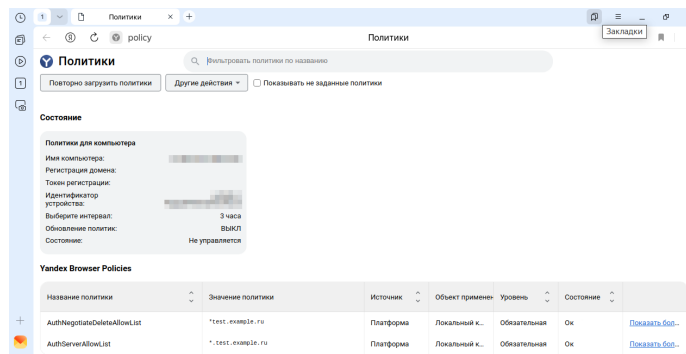 1
Политики
policy
Политики
Закладки
1
Политики
Фильтровать политики по названию
Повторно загрузить политики
Другие действия
Показывать не заданные политики
Состояние
Политики для компьютера
Имя компьютера:
Регистрация домена:
Токен регистрации:
Идентификатор
устройства:
Выберите интервал: 3 часа
Обновление политик: ВЫКЛ
Состояние: Не управляется
Yandex Browser Policies
Название политики Значение политики Источник Объект применен Уровень Состояние
AuthNegotiateDeleteAllowList *test.example.ru Платформа Локальный к... Обязательная Ок Показать бол...
AuthServerAllowList *.test.example.ru Платформа Локальный к... Обязательная Ок Показать бол...